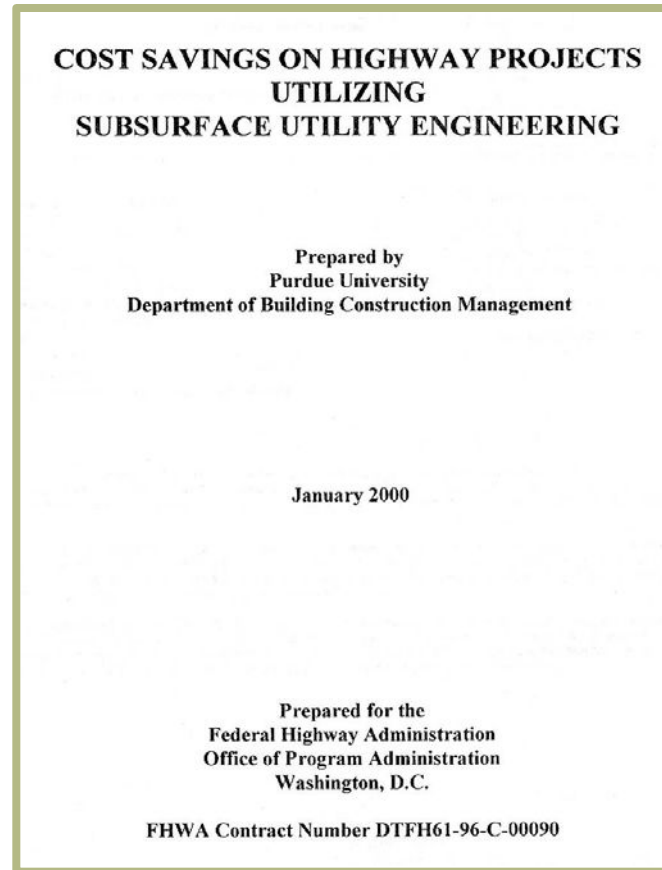 COST SAVINGS ON HIGHWAY PROJECTS
UTILIZING
SUBSURFACE UTILITY ENGINEERING
Prepared by
Purdue University
Department of Building Construction Management
January 2000
Prepared for the
Federal Highway Administration
Office of Program Administration
Washington, D.C.
FHWA Contract Number DTFH61-96-C-00090